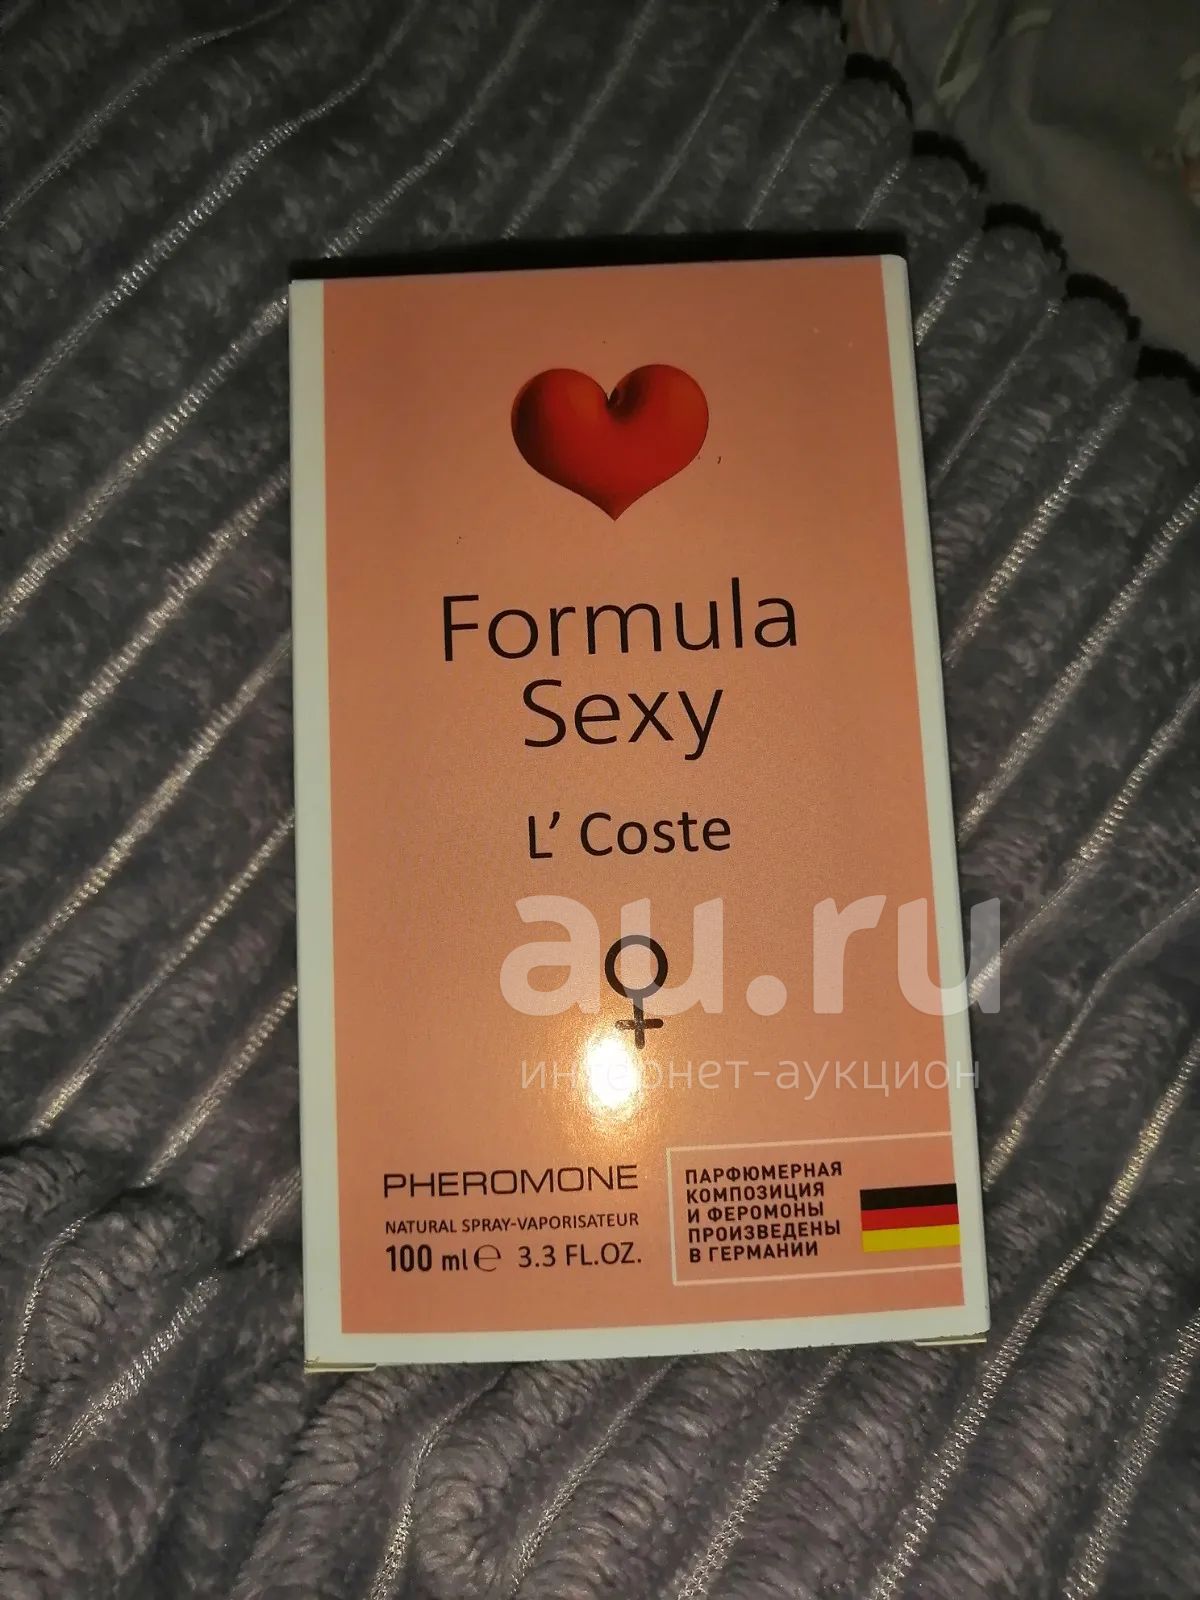 Formula
Sexy
L' Coste
au.ru
интернет-аукцион
PHEROMONE
NATURAL SPRAY-VAPORISATEUR
100 ml ℮ 3.3 FL.OZ.
ПАРФЮМЕРНАЯ
КОМПОЗИЦИЯ
И ФЕРОМОНЫ
ПРОИЗВЕДЕНЫ
В ГЕРМАНИИ